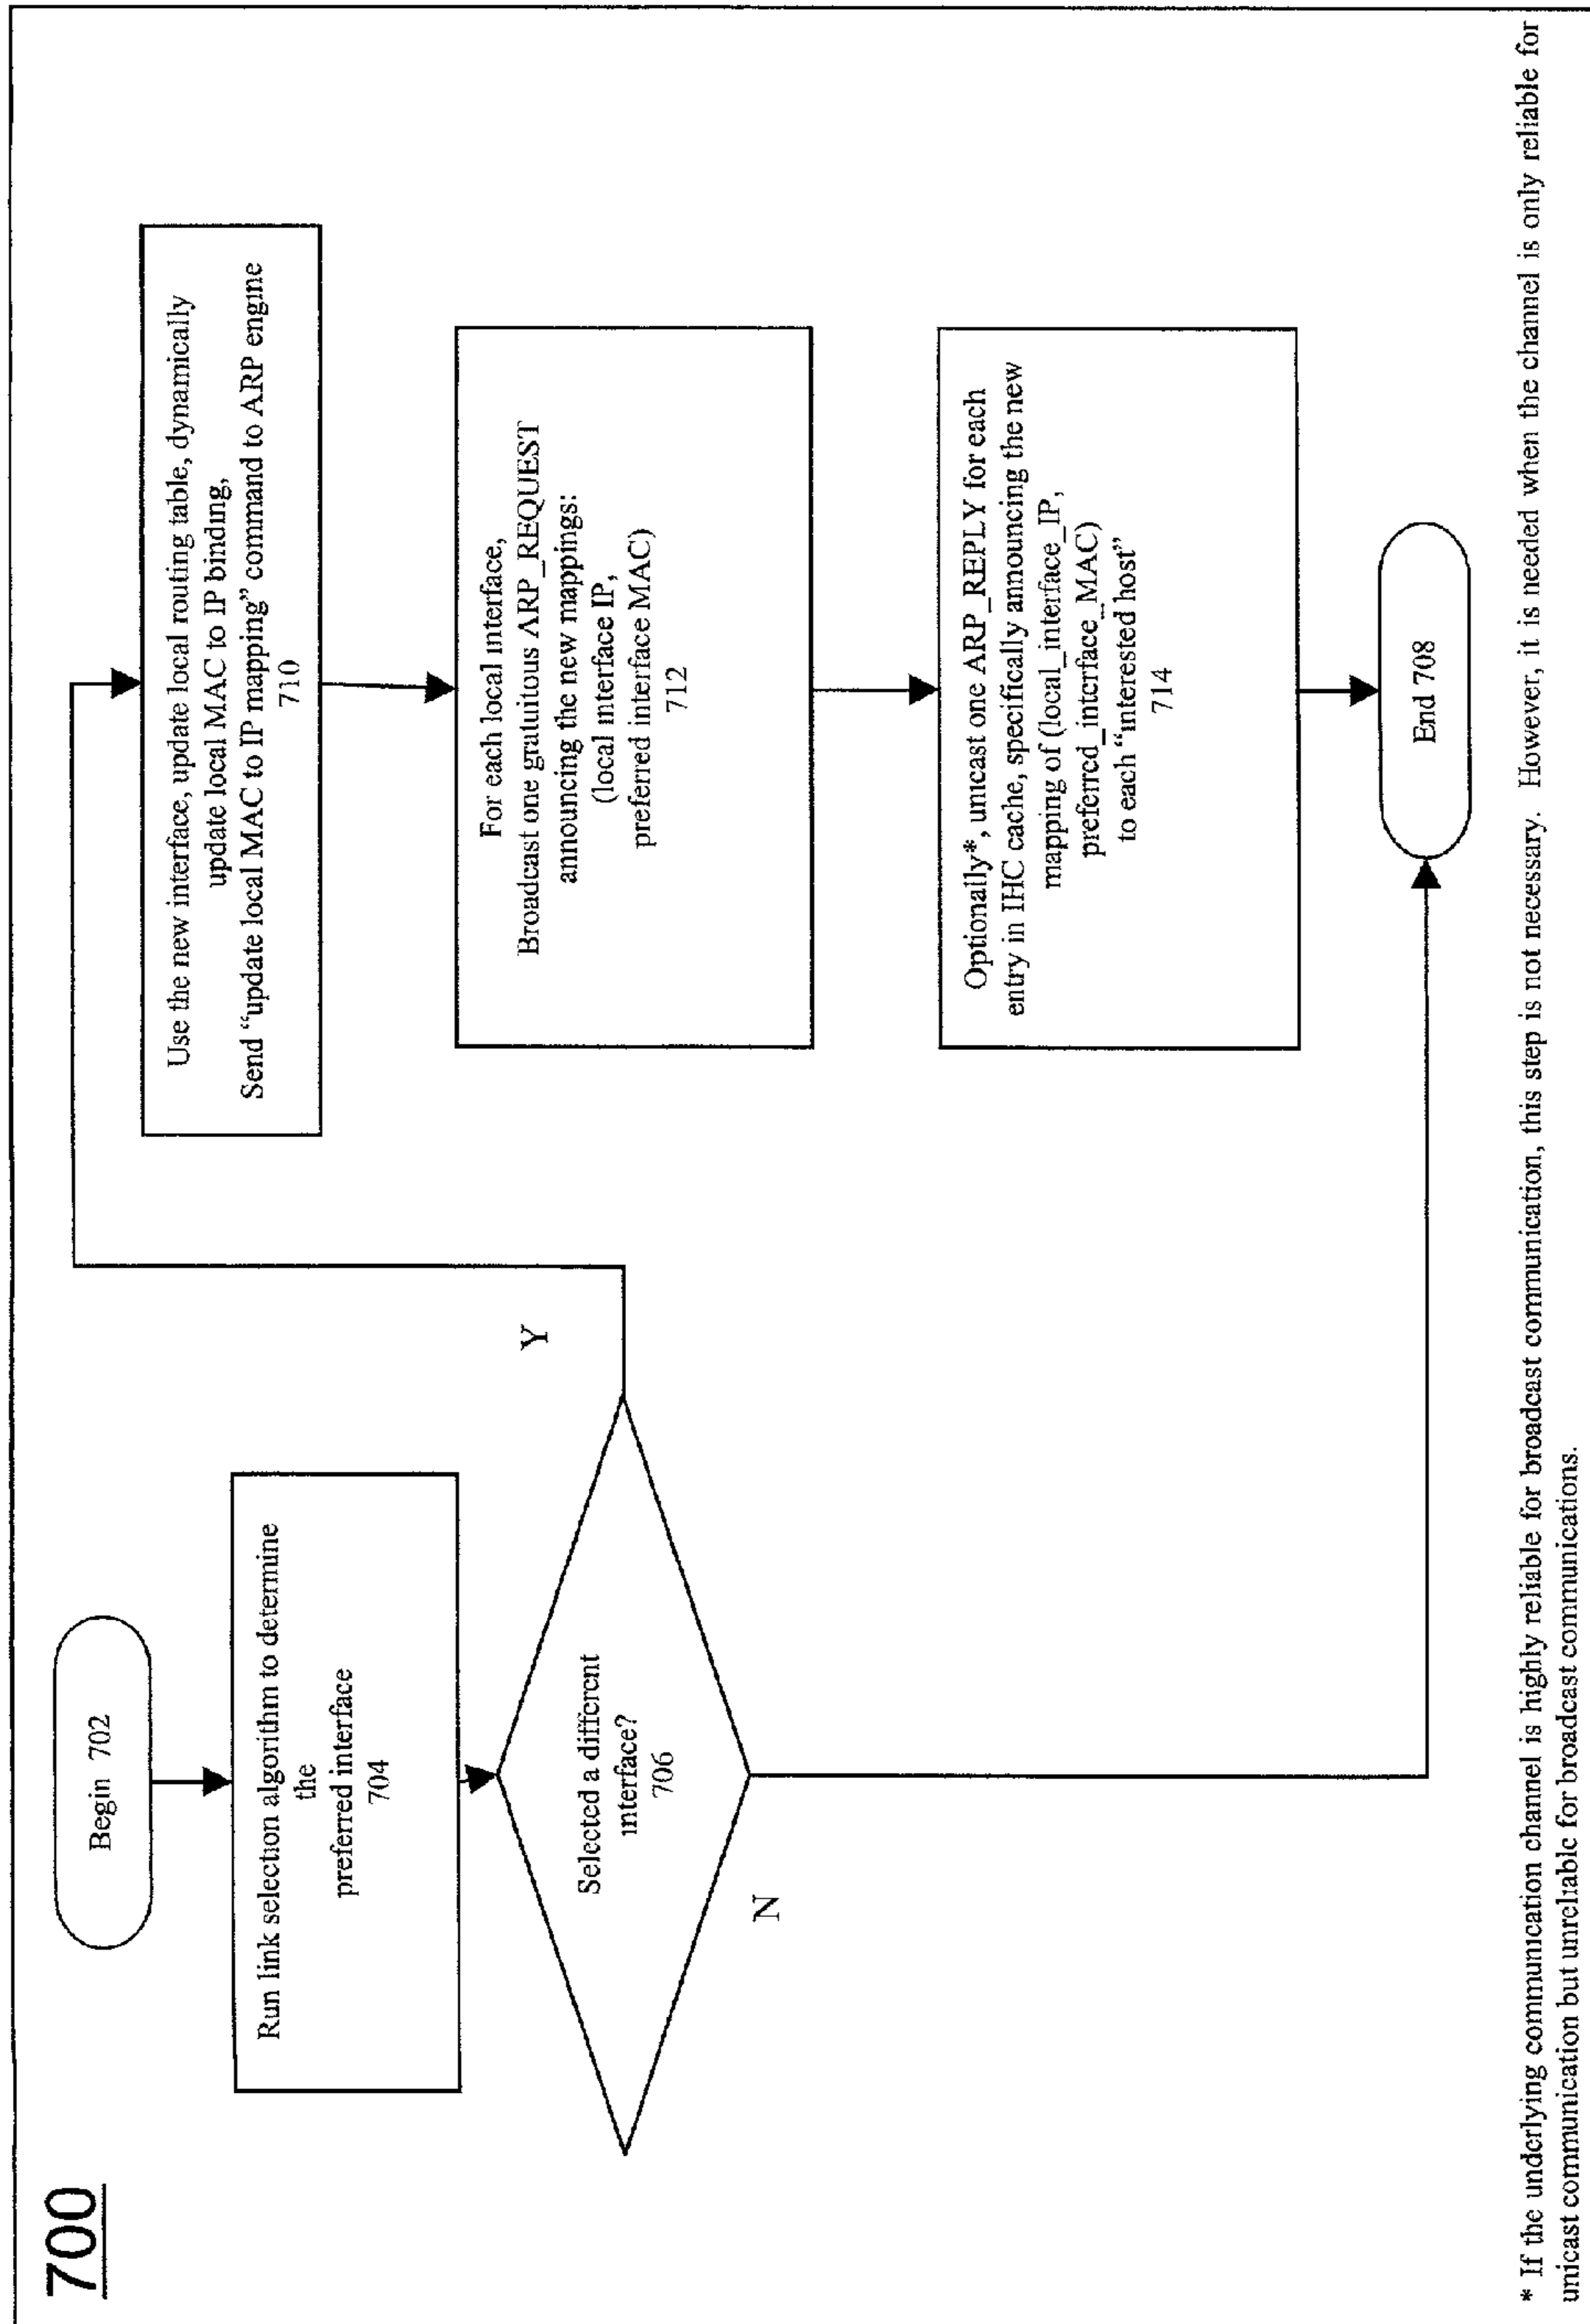 700
Begin 702
Run link selection algorithm to determine
the
preferred interface
704
Selected a different
interface?
706
Y
N
Use the new interface, update local routing table, dynamically
update local MAC to IP binding,
Send “update local MAC to IP mapping” command to ARP engine
710
For each local interface,
Broadcast one gratuitous ARP_REQUEST
announcing the new mappings:
(local interface IP,
preferred interface MAC)
712
Optionally*, unicast one ARP_REPLY for each
entry in IHC cache, specifically announcing the new
mapping of (local_interface_IP,
preferred_interface_MAC)
to each “interested host”
714
End 708
* If the underlying communication channel is highly reliable for broadcast communication, this step is not necessary. However, it is needed when the channel is only reliable for
unicast communication but unreliable for broadcast communications.